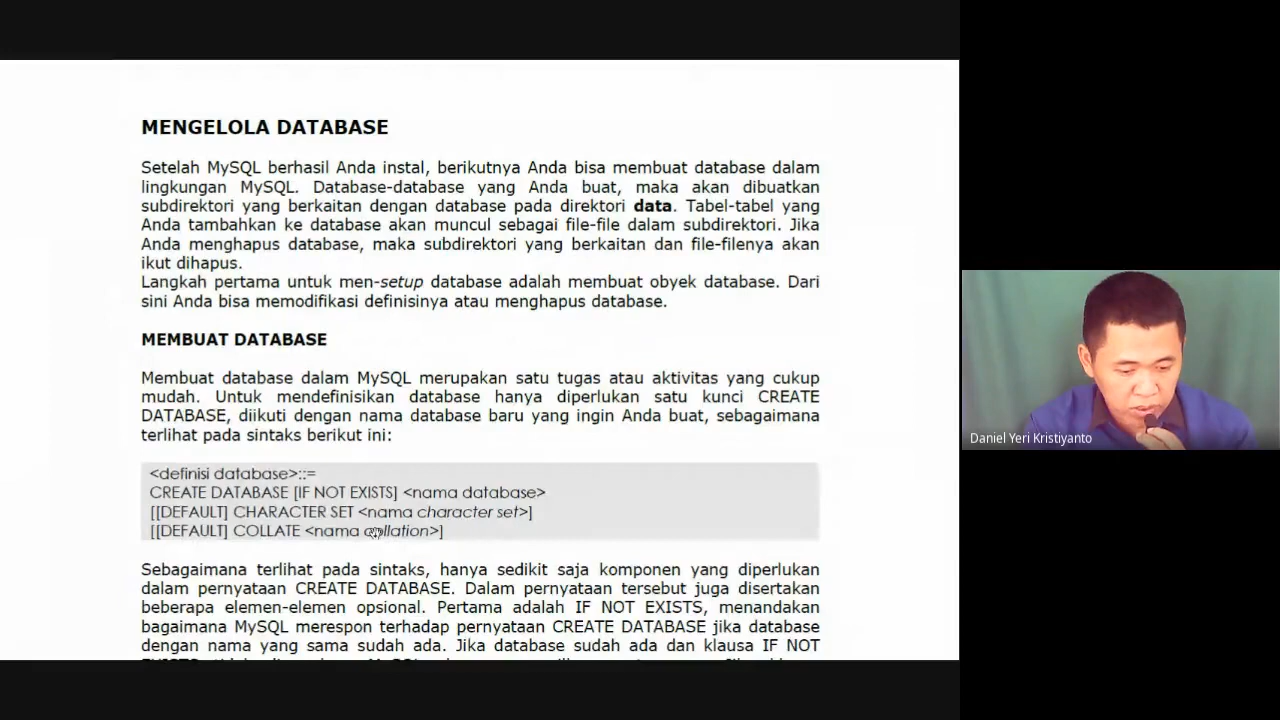 MENGELOLA DATABASE
Setelah MySQL berhasil Anda instal, berikutnya Anda bisa membuat database dalam
lingkungan MySQL. Database-database yang Anda buat, maka akan dibuatkan
subdirektori yang berkaitan dengan database pada direktori data. Tabel-tabel yang
Anda tambahkan ke database akan muncul sebagai file-file dalam subdirektori. Jika
Anda menghapus database, maka subdirektori yang berkaitan dan file-filenya akan
ikut dihapus.
Langkah pertama untuk men-setup database adalah membuat obyek database. Dari
sini Anda bisa memodifikasi definisinya atau menghapus database.
MEMBUAT DATABASE
Membuat database dalam MySQL merupakan satu tugas atau aktivitas yang cukup
mudah. Untuk mendefinisikan database hanya diperlukan satu kunci CREATE
DATABASE, diikuti dengan nama database baru yang ingin Anda buat, sebagaimana
terlihat pada sintaks berikut ini:
<definisi database>::=
CREATE DATABASE [IF NOT EXISTS] <nama database>
[[DEFAULT] CHARACTER SET <nama character set>]
[[DEFAULT] COLLATE <nama collation>]
Sebagaimana terlihat pada sintaks, hanya sedikit saja komponen yang diperlukan
dalam pernyataan CREATE DATABASE. Dalam pernyataan tersebut juga disertakan
beberapa elemen-elemen opsional. Pertama adalah IF NOT EXISTS, menandakan
bagaimana MySQL merespon terhadap pernyataan CREATE DATABASE jika database
dengan nama yang sama sudah ada. Jika database sudah ada dan klausa IF NOT
Daniel Yeri Kristiyanto